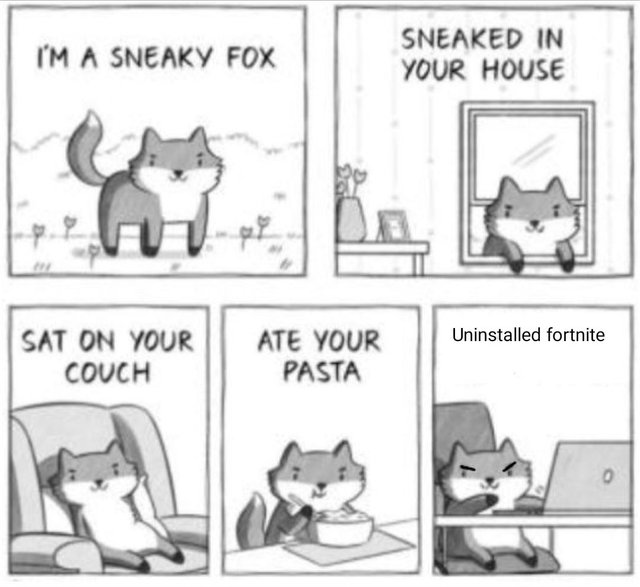 I'M A SNEAKY FOX
SNEAKED IN
YOUR HOUSE
SAT ON YOUR
COUCH
ATE YOUR
PASTA
Uninstalled fortnite